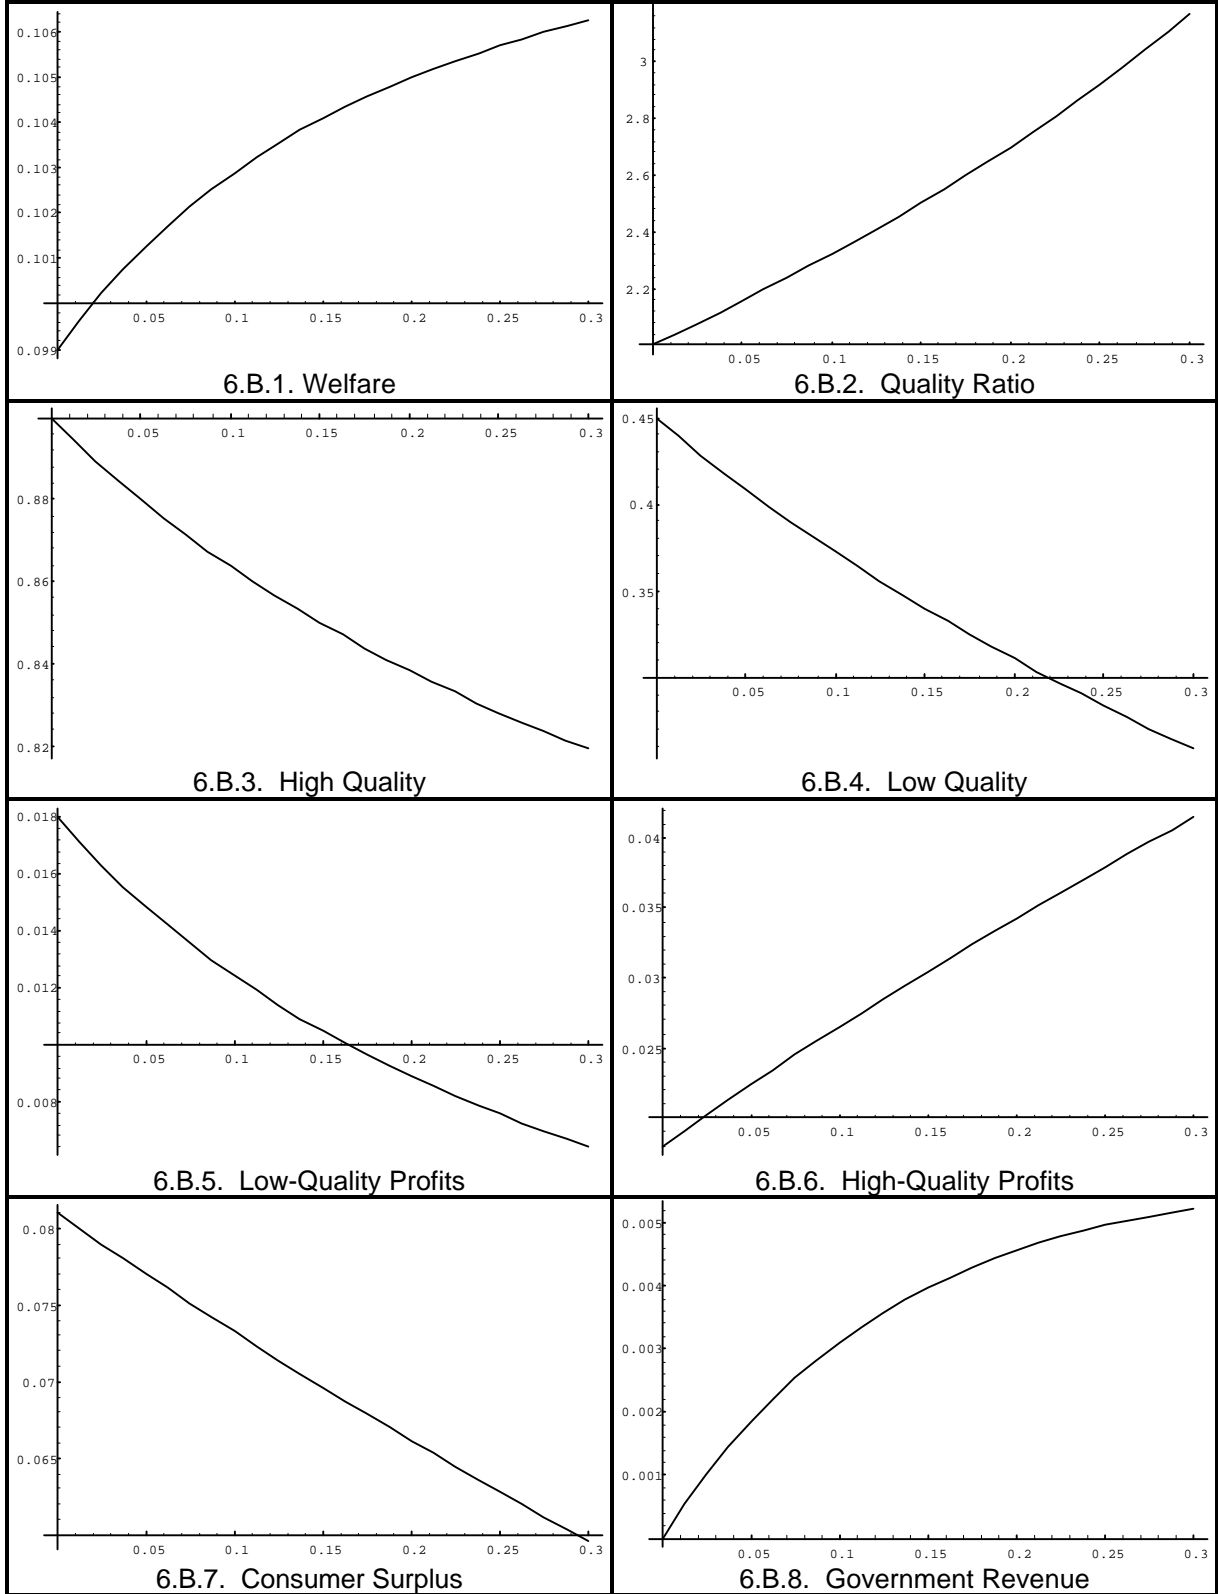 0.106
0.105
0.104
0.103
0.102
0.101
0.099
0.05 0.1 0.15 0.2 0.25 0.3
6.B.1. Welfare
3
2.8
2.6
2.4
2.2
0.05 0.1 0.15 0.2 0.25 0.3
6.B.2. Quality Ratio
0.05 0.1 0.15 0.2 0.25 0.3
0.88
0.86
0.84
0.82
6.B.3. High Quality
0.45
0.4
0.35
0.05 0.1 0.15 0.2 0.25 0.3
6.B.4. Low Quality
0.018
0.016
0.014
0.012
0.05 0.1 0.15 0.2 0.25 0.3
0.008
6.B.5. Low-Quality Profits
0.04
0.035
0.03
0.025
0.05 0.1 0.15 0.2 0.25 0.3
6.B.6. High-Quality Profits
0.08
0.075
0.07
0.065
0.05 0.1 0.15 0.2 0.25 0.3
6.B.7. Consumer Surplus
0.005
0.004
0.003
0.002
0.001
0.05 0.1 0.15 0.2 0.25 0.3
6.B.8. Government Revenue